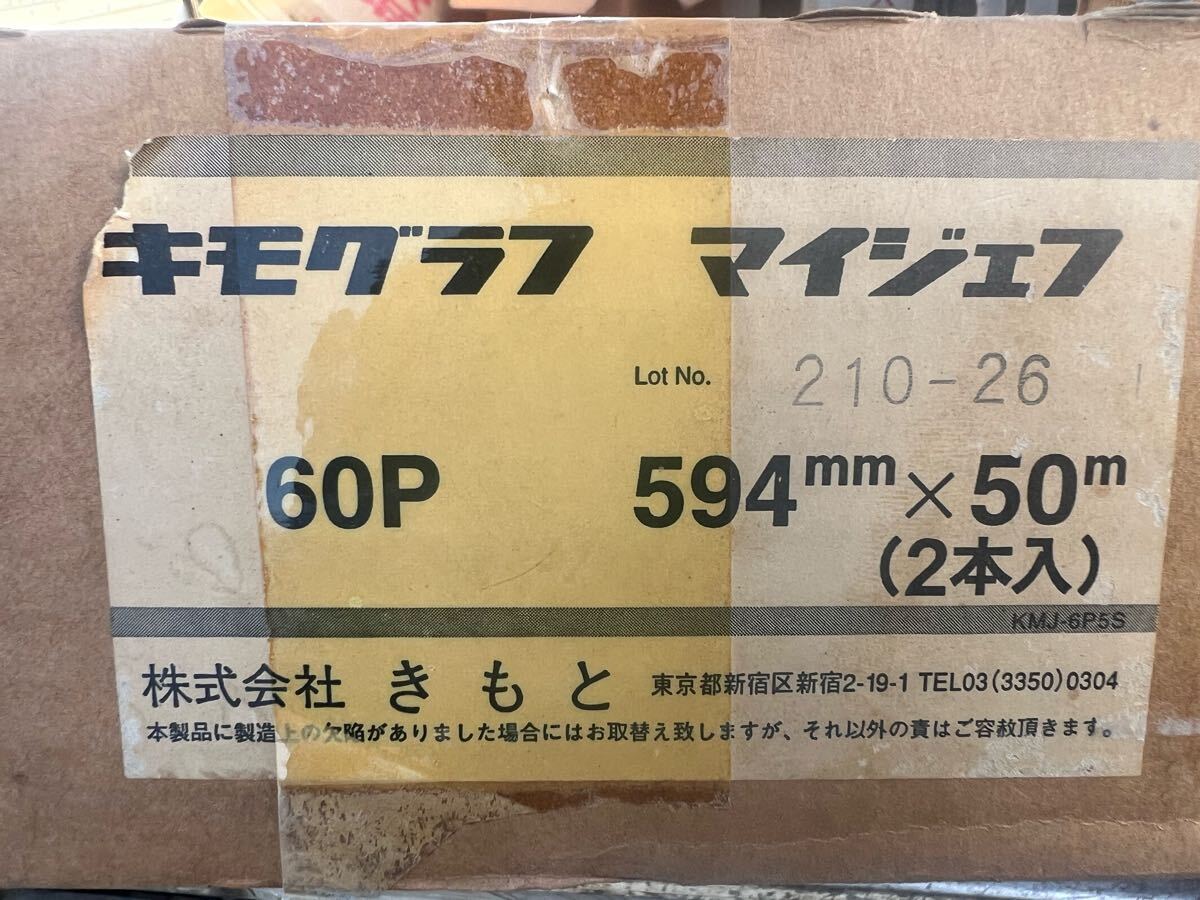 キモグラフ マイジェフ
Lot No. 210-26
60P 594mm×50m
(2本入)
KMJ-6P5S
株式会社 きもと 東京都新宿区新宿2-19-1 TEL03(3350)0304
本製品に製造上の欠陥がありました場合にはお取替え致しますが、それ以外の責はご容赦頂きます。